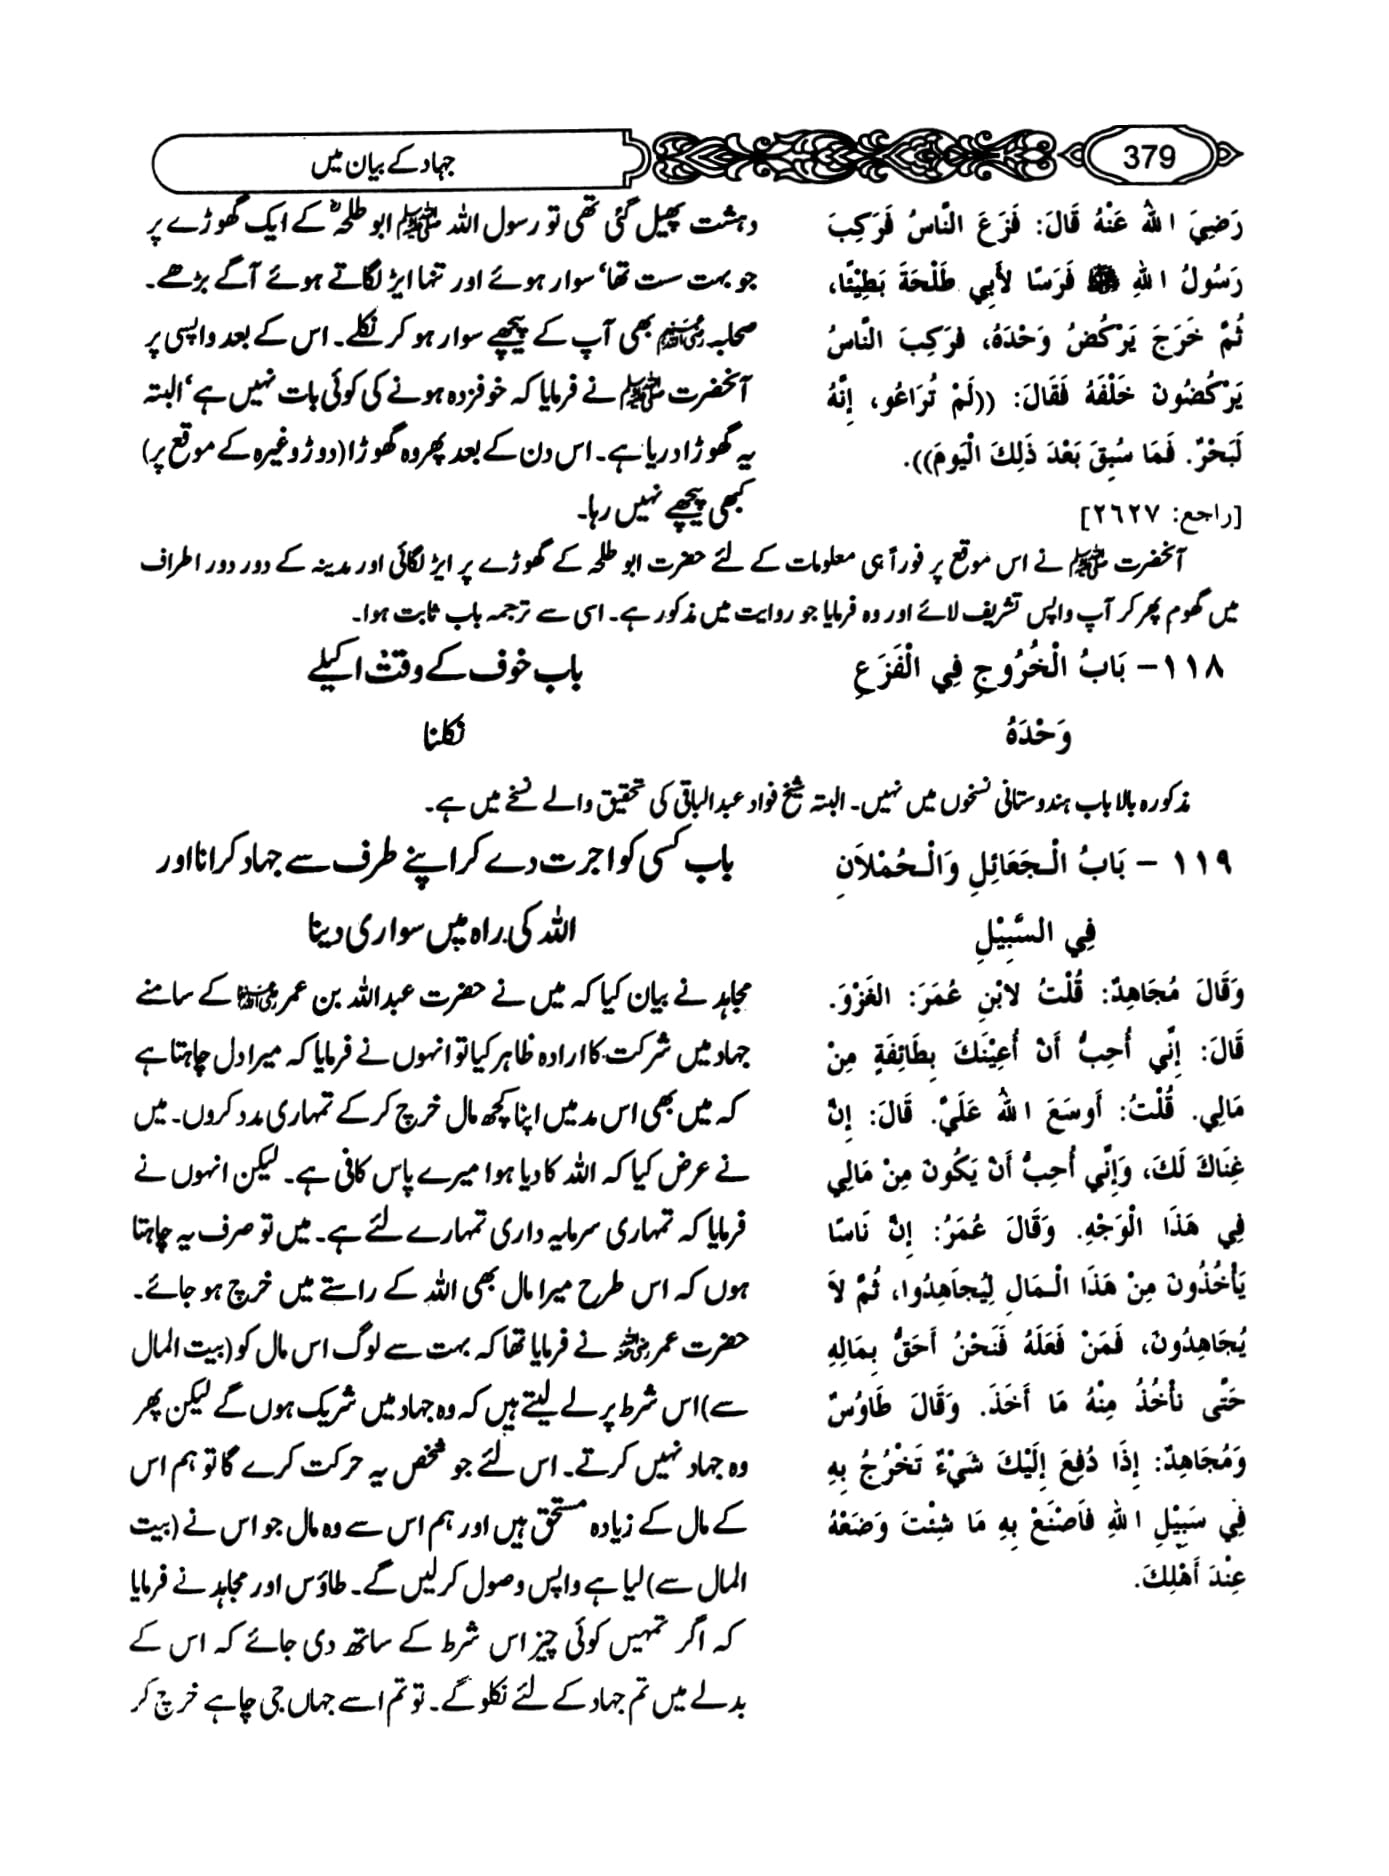 379
جہاد کے بیان میں
رَضِيَ اللهُ عَنْهُ قَالَ: فَزَعَ النَّاسُ فَرَكِبَ
رَسُولُ اللهِ ﷺ فَرَسًا لأَبِي طَلْحَةَ بَطِيْئًا،
ثُمَّ خَرَجَ يَرْكُضُ وَحْدَهُ، فَرَكِبَ النَّاسُ
يَرْكُضُونَ خَلْفَهُ فَقَالَ: ((لَمْ تُرَاعُو، إِنَّهُ
لَبَحْرٌ. فَمَا سُبِقَ بَعْدَ ذَلِكَ الْيَومَ)).
[راجع: ٢٦٢٧]
دہشت پھیل گئی تھی تو رسول اللہ ﷺ ابو طلحہؓ کے ایک گھوڑے پر
جو بہت ست تھا‘ سوار ہوئے اور تنہا ایڑ لگاتے ہوئے آگے بڑھے۔
صحابہ رضی اللہ عنہم بھی آپ کے پیچھے سوار ہو کر نکلے۔ اس کے بعد واپسی پر
آنحضرت ﷺ نے فرمایا کہ خوفزدہ ہونے کی کوئی بات نہیں ہے‘ البتہ
یہ گھوڑا دریا ہے۔ اس دن کے بعد پھر وہ گھوڑا (دوڑ وغیرہ کے موقع پر)
کبھی پیچھے نہیں رہا۔
آنحضرت ﷺ نے اس موقع پر فوراً ہی معلومات کے لئے حضرت ابو طلحہ کے گھوڑے پر ایڑ لگائی اور مدینہ کے دور دور اطراف
میں گھوم پھر کر آپ واپس تشریف لائے اور وہ فرمایا جو روایت میں مذکور ہے۔ اسی سے ترجمہ باب ثابت ہوا۔
١١٨- بَابُ الْخُرُوجِ فِي الْفَزَعِ
وَحْدَهُ
باب خوف کے وقت اکیلے
نکلنا
مذکورہ بالا باب ہندوستانی نسخوں میں نہیں۔ البتہ شیخ فواد عبدالباقی کی تحقیق والے نسخے میں ہے۔
١١٩ – بَابُ الْجَعَائِلِ وَالْحُمْلاَنِ
فِي السَّبِيْلِ
باب کسی کو اجرت دے کر اپنے طرف سے جہاد کرانا اور
اللہ کی راہ میں سواری دینا
وَقَالَ مُجَاهِدٌ: قُلْتُ لابْنِ عُمَرَ: الغَزْوَ.
قَالَ: إِنِّي أُحِبُّ أَنْ أُعِيْنَكَ بِطَائِفَةٍ مِنْ
مَالِي. قُلْتُ: أَوسَعَ اللهُ عَلَيَّ. قَالَ: إِنَّ
غِنَاكَ لَكَ، وَإِنِّي أُحِبُّ أَنْ يَكُونَ مِنْ مَالِي
فِي هَذَا الْوَجْهِ. وَقَالَ عُمَرُ: إِنَّ نَاسًا
يَأْخُذُونَ مِنْ هَذَا الْمَالِ لِيُجَاهِدُوا، ثُمَّ لاَ
يُجَاهِدُونَ، فَمَنْ فَعَلَهُ فَنَحْنُ أَحَقُّ بِمَالِهِ
حَتَّى نَأْخُذُ مِنْهُ مَا أَخَذَ. وَقَالَ طَاوُسٌ
وَمُجَاهِدٌ: إِذَا دُفِعَ إِلَيْكَ شَيْءٌ تَخْرُجُ بِهِ
فِي سَبِيْلِ اللهِ فَاصْنَعْ بِهِ مَا شِئْتَ وَضَعْهُ
عِنْدَ أَهْلِكَ.
مجاہد نے بیان کیا کہ میں نے حضرت عبداللہ بن عمر رضی اللہ عنہما کے سامنے
جہاد میں شرکت کا ارادہ ظاہر کیا تو انہوں نے فرمایا کہ میرا دل چاہتا ہے
کہ میں بھی اس مد میں اپنا کچھ مال خرچ کر کے تمہاری مدد کروں۔ میں
نے عرض کیا کہ اللہ کا دیا ہوا میرے پاس کافی ہے۔ لیکن انہوں نے
فرمایا کہ تمہاری سرمایہ داری تمہارے لئے ہے۔ میں تو صرف یہ چاہتا
ہوں کہ اس طرح میرا مال بھی اللہ کے راستے میں خرچ ہو جائے۔
حضرت عمر رضی اللہ عنہ نے فرمایا تھا کہ بہت سے لوگ اس مال کو (بیت المال
سے) اس شرط پر لے لیتے ہیں کہ وہ جہاد میں شریک ہوں گے لیکن پھر
وہ جہاد نہیں کرتے۔ اس لئے جو شخص یہ حرکت کرے گا تو ہم اس
کے مال کے زیادہ مستحق ہیں اور ہم اس سے وہ مال جو اس نے (بیت
المال سے) لیا ہے واپس وصول کر لیں گے۔ طاؤس اور مجاہد نے فرمایا
کہ اگر تمہیں کوئی چیز اس شرط کے ساتھ دی جائے کہ اس کے
بدلے میں تم جہاد کے لئے نکلو گے۔ تو تم اسے جہاں جی چاہے خرچ کر